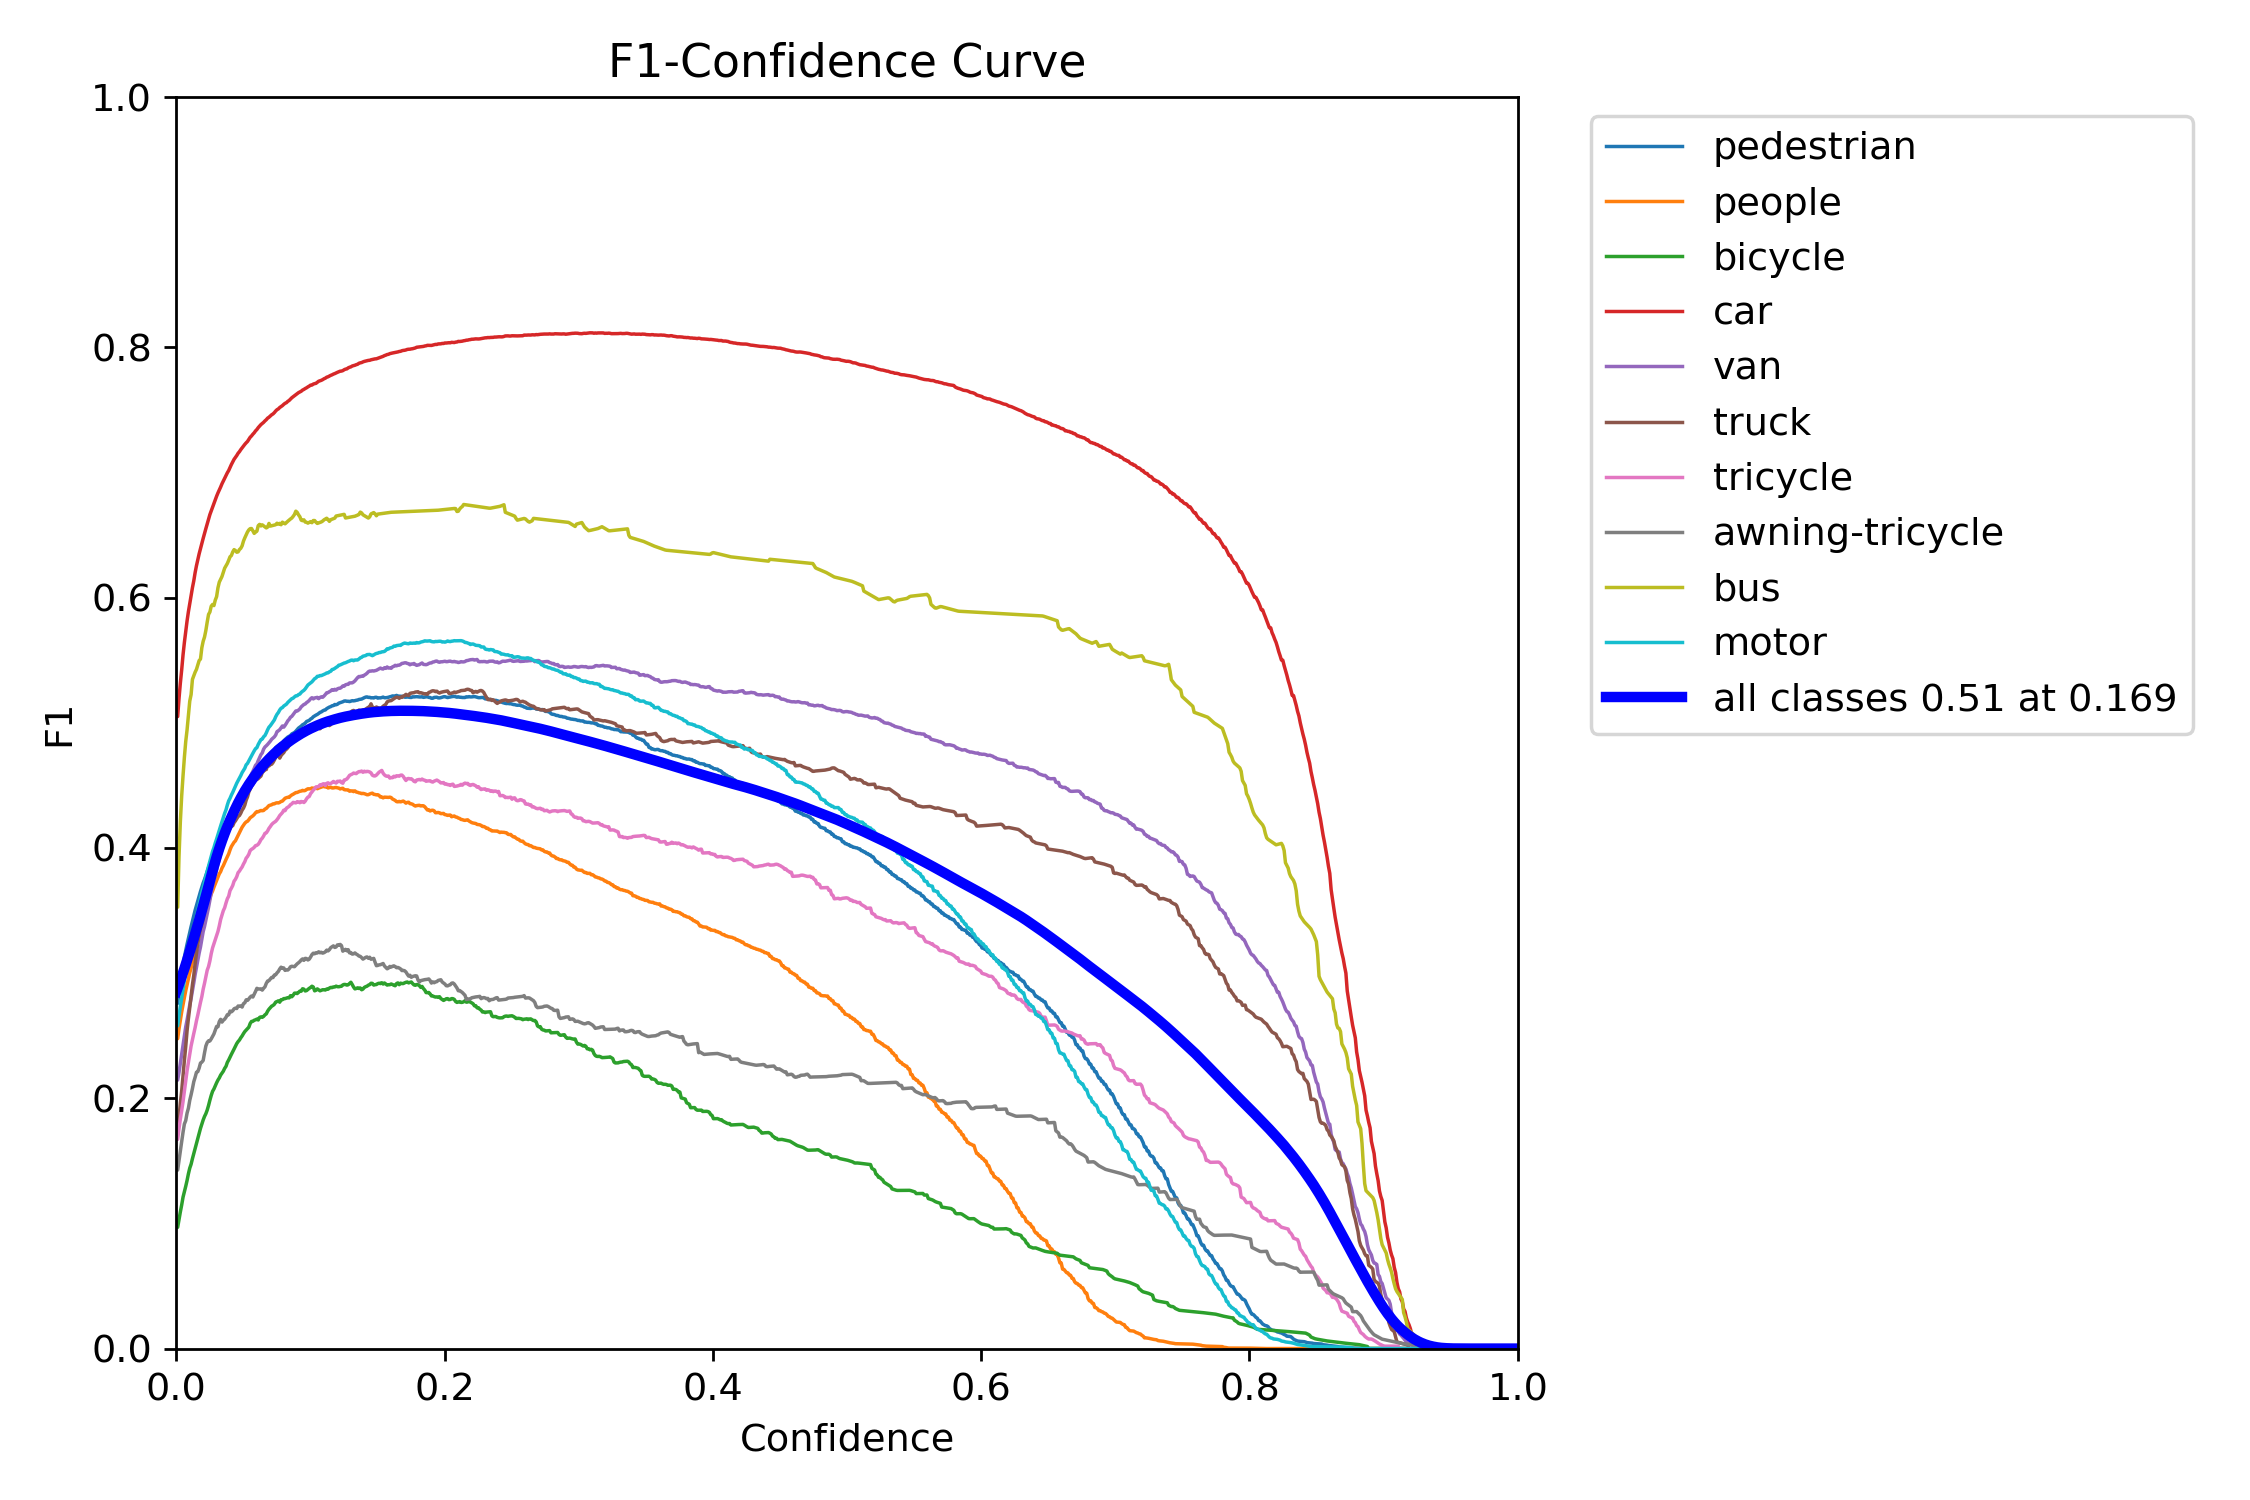 F1-Confidence Curve
1.0
0.8
0.6
0.4
0.2
0.0
F1
0.0 0.2 0.4 0.6 0.8 1.0
Confidence
pedestrian
people
bicycle
car
van
truck
tricycle
awning-tricycle
bus
motor
all classes 0.51 at 0.169